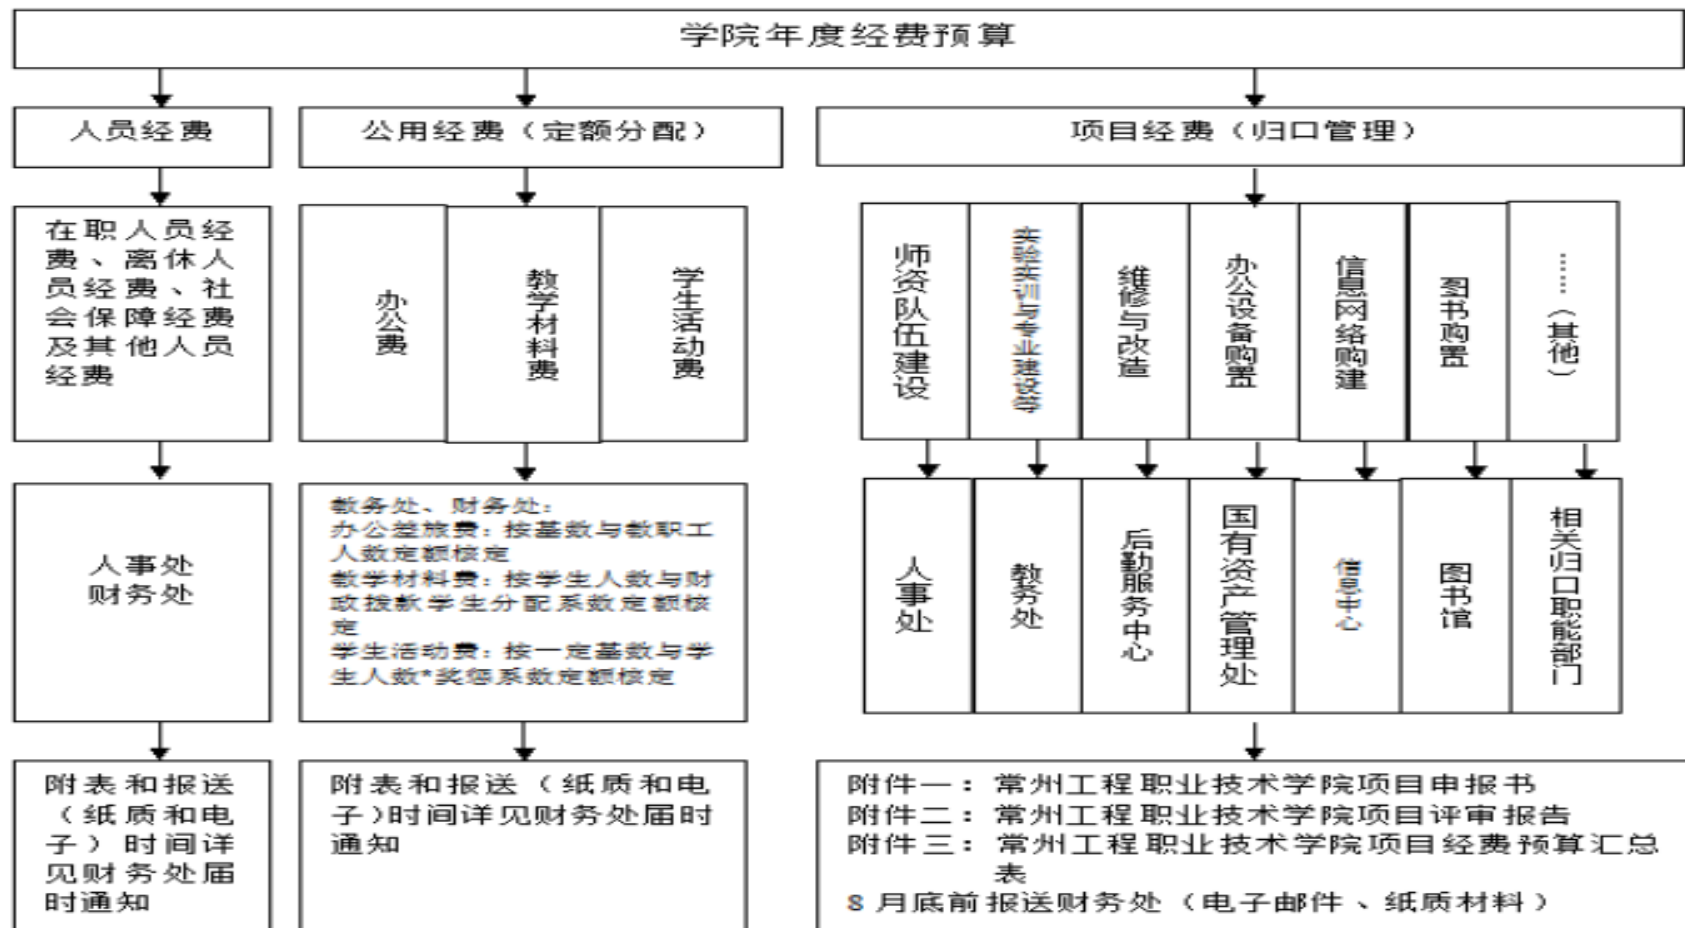 学院年度经费预算
人员经费
公用经费（定额分配）
项目经费（归口管理）
在职人员经
费、离休人
员经费、社
会保障经费
及其他人员
经费
办公费
教学材料费
学生活动费
师资队伍建设
实验实训与专业建设等
维修与改造
办公设备购置
信息网络购建
图书购置
……（其他）
人事处
财务处
教务处、财务处：
办公差旅费：按基数与教职工
人数定额核定
教学材料费：按学生人数与财
政拨款学生分配系数定额核
定
学生活动费：按一定基数与学
生人数*奖惩系数定额核定
人事处
教务处
后勤服务中心
国有资产管理处
信息中心
图书馆
相关归口职能部门
附表和报送
（纸质和电
子）时间详
见财务处届
时通知
附表和报送（纸质和电
子)时间详见财务处届时
通知
附件一：常州工程职业技术学院项目申报书
附件二：常州工程职业技术学院项目评审报告
附件三：常州工程职业技术学院项目经费预算汇总
表
8 月底前报送财务处（电子邮件、纸质材料）